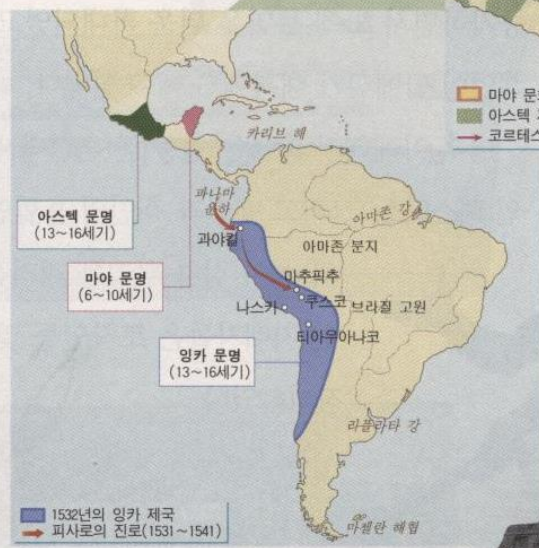 마야 문화
아스텍
코르테스
카리브 해
파나마
운하
아스텍 문명
(13~16세기)
마야 문명
(6~10세기)
과야킬
아마존 강
아마존 분지
마추픽추
쿠스코
브라질 고원
나스카
티아우아나코
잉카 문명
(13~16세기)
라플라타 강
1532년의 잉카 제국
피사로의 진로(1531~1541)
마젤란 해협